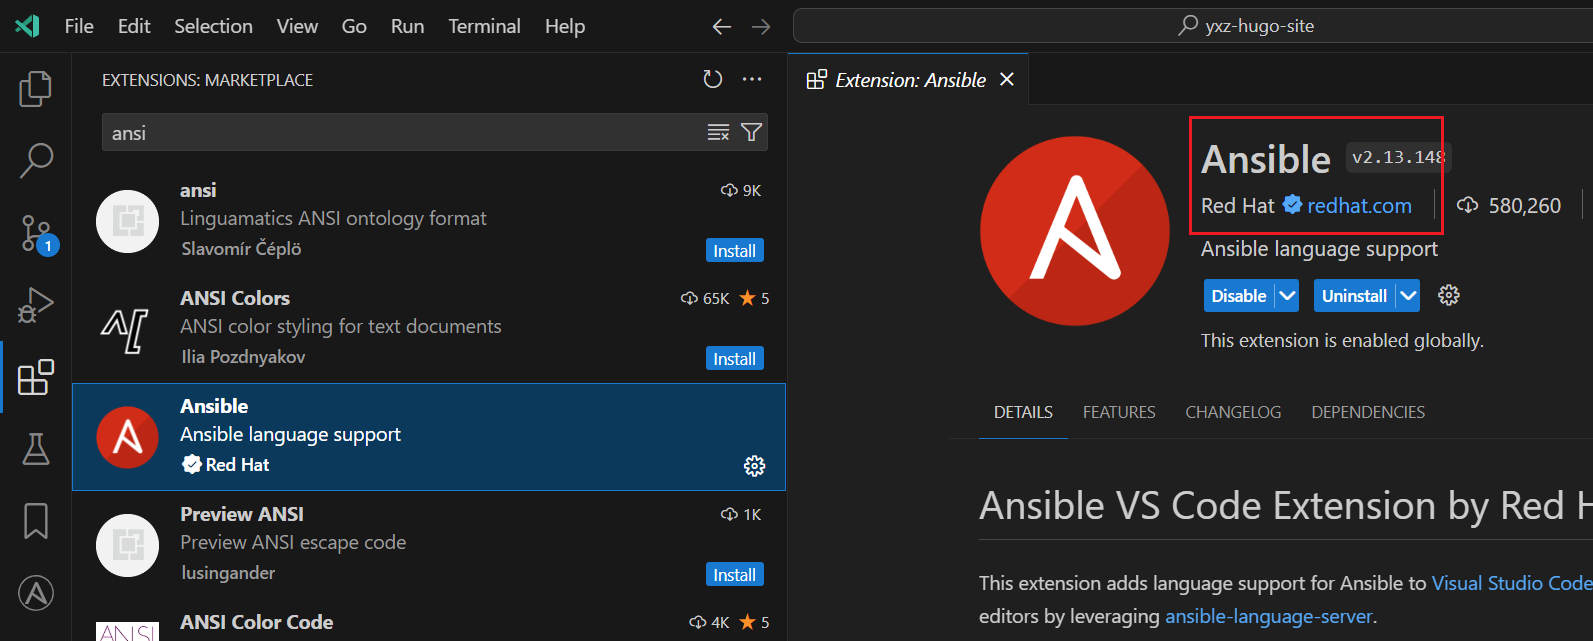 File Edit Selection View Go Run Terminal Help
yxz-hugo-site
EXTENSIONS: MARKETPLACE
ansi
ansi
9K
Linguamatics ANSI ontology format
Slavomír Čéplö
Install
ANSI Colors
65K 5
ANSI color styling for text documents
Ilia Pozdnyakov
Install
Ansible
Ansible language support
Red Hat
Preview ANSI
1K
Preview ANSI escape code
lusingander
Install
ANSI Color Code
4K 5
ANSI
1
Extension: Ansible
Ansible v2.13.148
Red Hat redhat.com 580,260
Ansible language support
Disable Uninstall
This extension is enabled globally.
DETAILS FEATURES CHANGELOG DEPENDENCIES
Ansible VS Code Extension by Red H
This extension adds language support for Ansible to Visual Studio Code
editors by leveraging ansible-language-server.